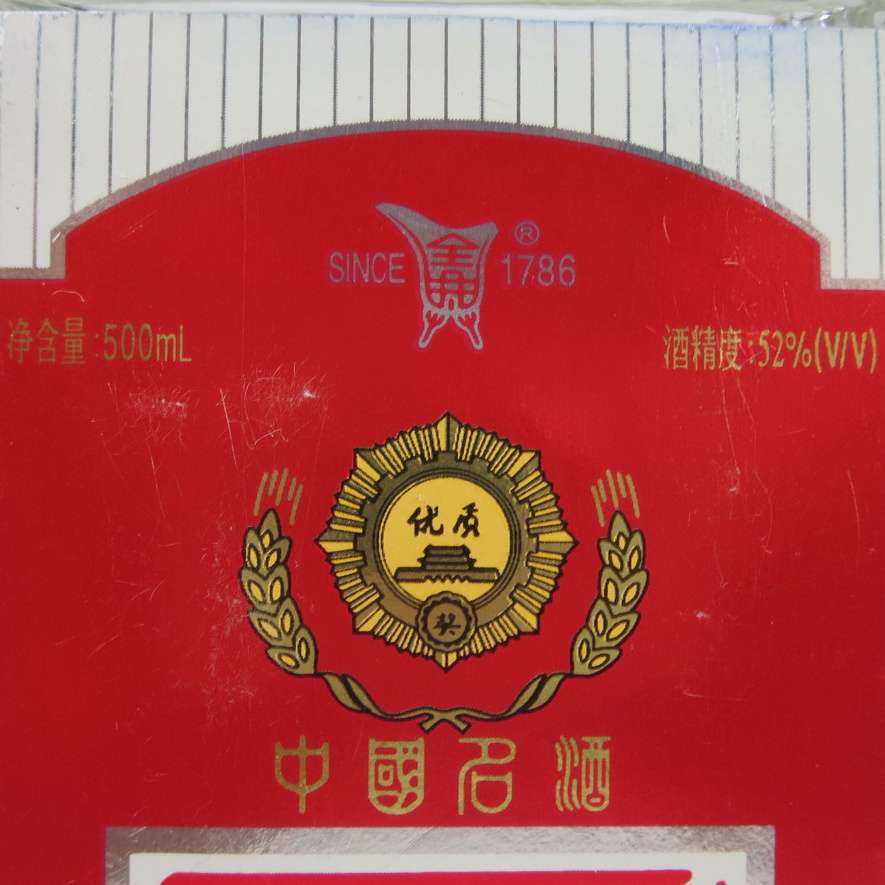 SINCE 1786 ®
净含量:500mL
酒精度:52%(V/V)
优质
奖
中國名酒